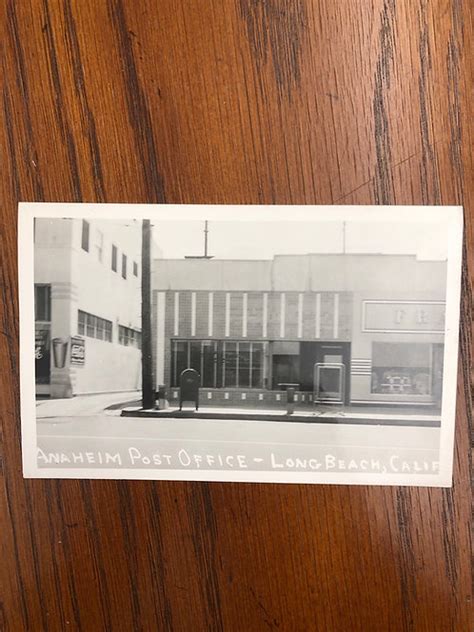 ANAHEIM POST OFFICE – LONG BEACH, CALIF